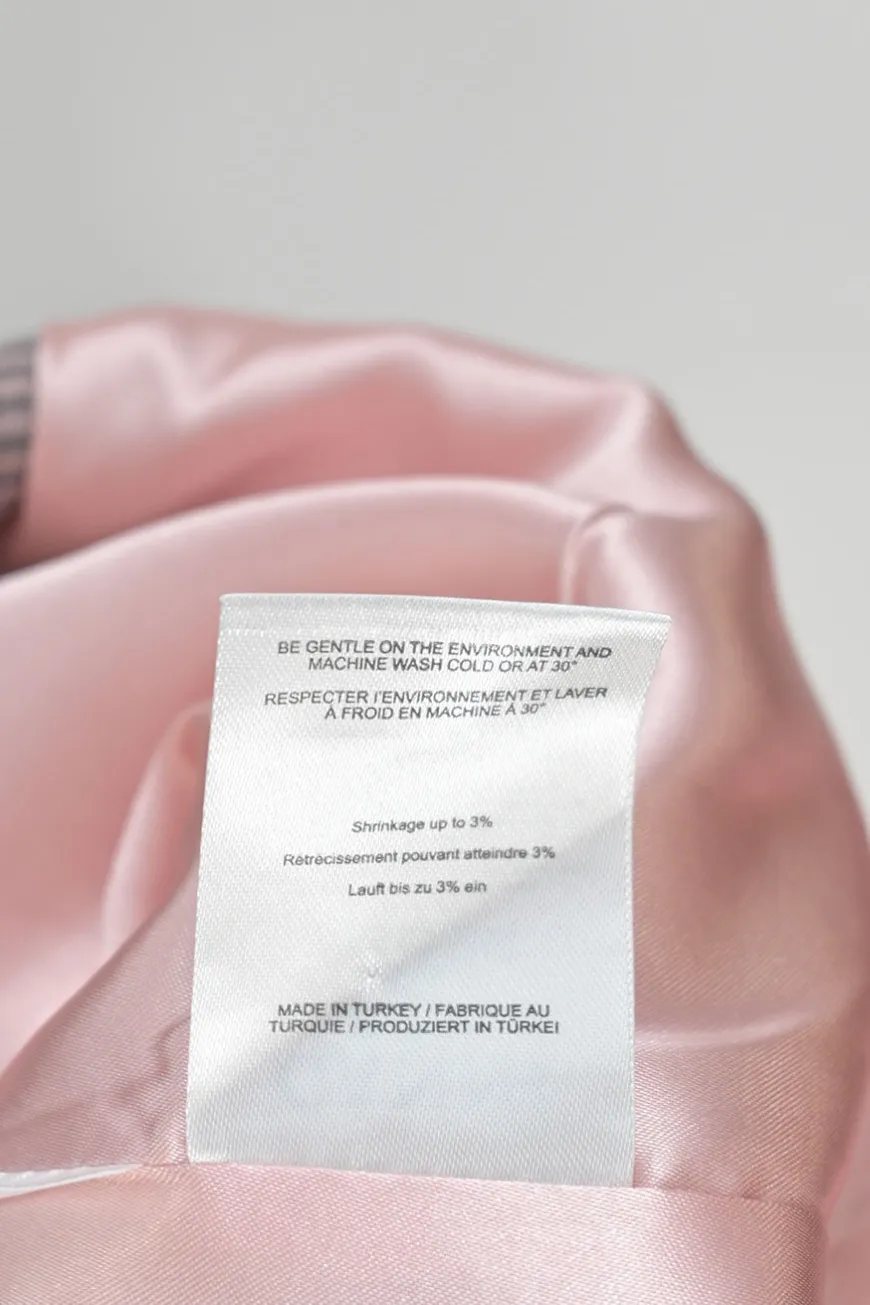 BE GENTLE ON THE ENVIRONMENT AND
MACHINE WASH COLD OR AT 30°
RESPECTER l'ENVIRONNEMENT ET LAVER
À FROID EN MACHINE À 30°
Shrinkage up to 3%
Rètrècissement pouvant atteindre 3%
Lauft bis zu 3% ein
MADE IN TURKEY / FABRIQUE AU
TURQUIE / PRODUZIERT IN TÜRKEI